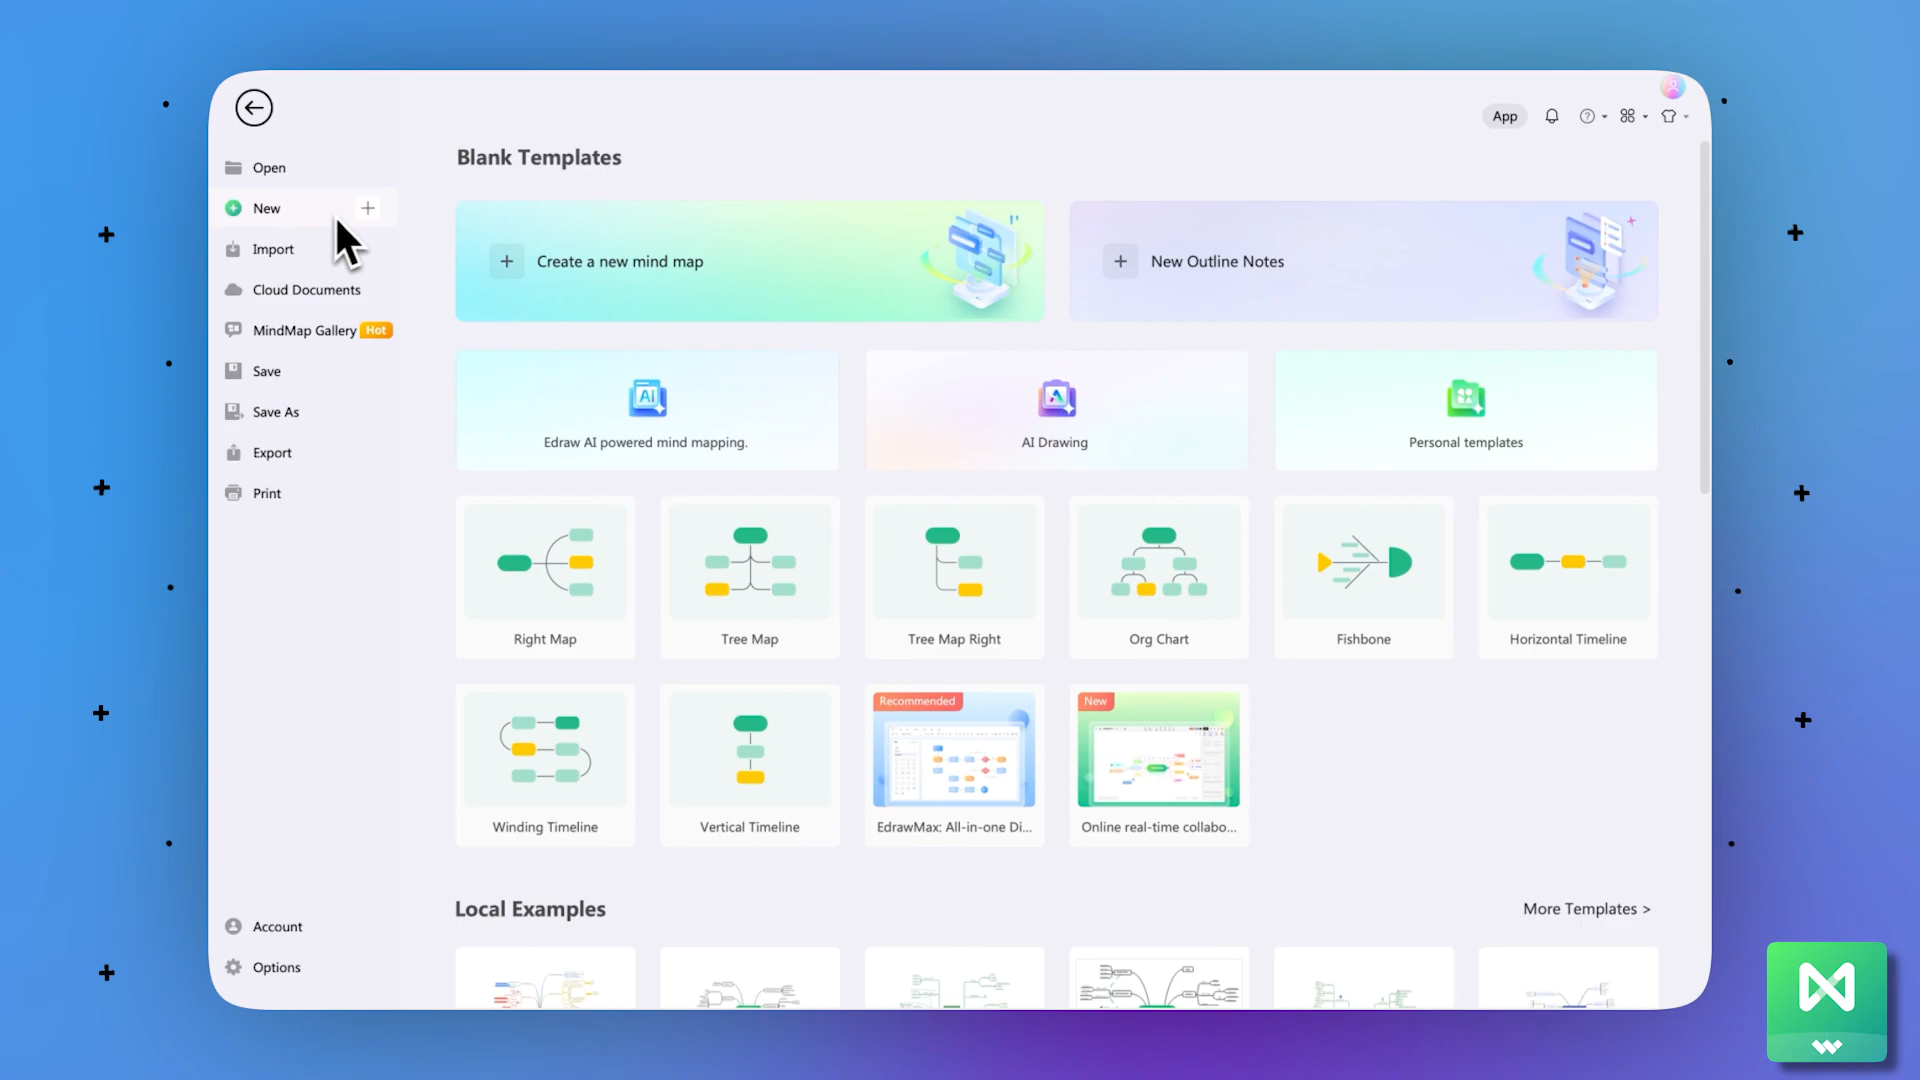 App
Open
New
Import
Cloud Documents
MindMap Gallery Hot
Save
Save As
Export
Print
Account
Options
Blank Templates
Create a new mind map
New Outline Notes
AI
Edraw AI powered mind mapping.
AI Drawing
Personal templates
Right Map
Tree Map
Tree Map Right
Org Chart
Fishbone
Horizontal Timeline
Winding Timeline
Vertical Timeline
Recommended
EdrawMax: All-in-one Di...
New
Online real-time collabo...
Local Examples
More Templates >